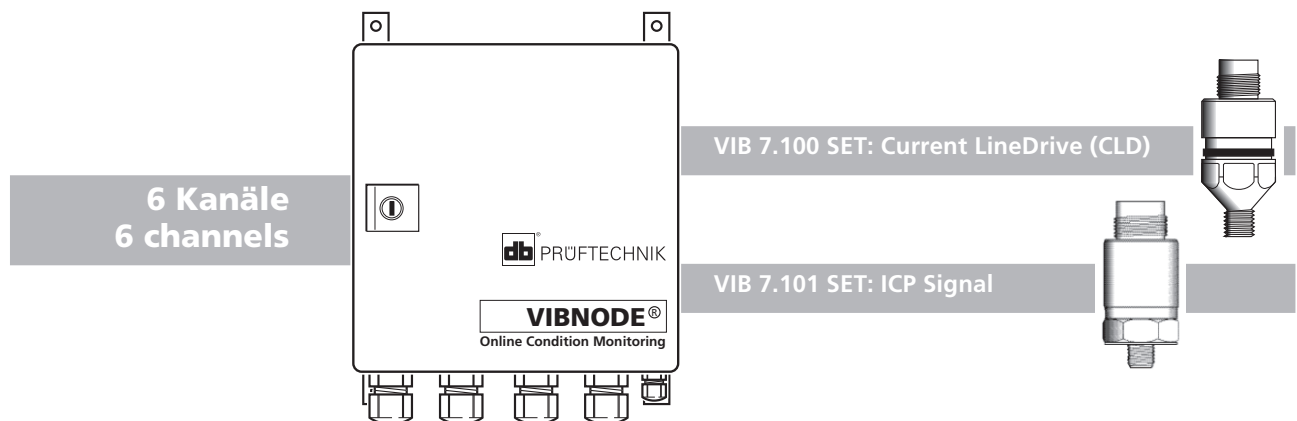 6 Kanäle
6 channels
db® PRÜFTECHNIK
VIBNODE®
Online Condition Monitoring
VIB 7.100 SET: Current LineDrive (CLD)
VIB 7.101 SET: ICP Signal